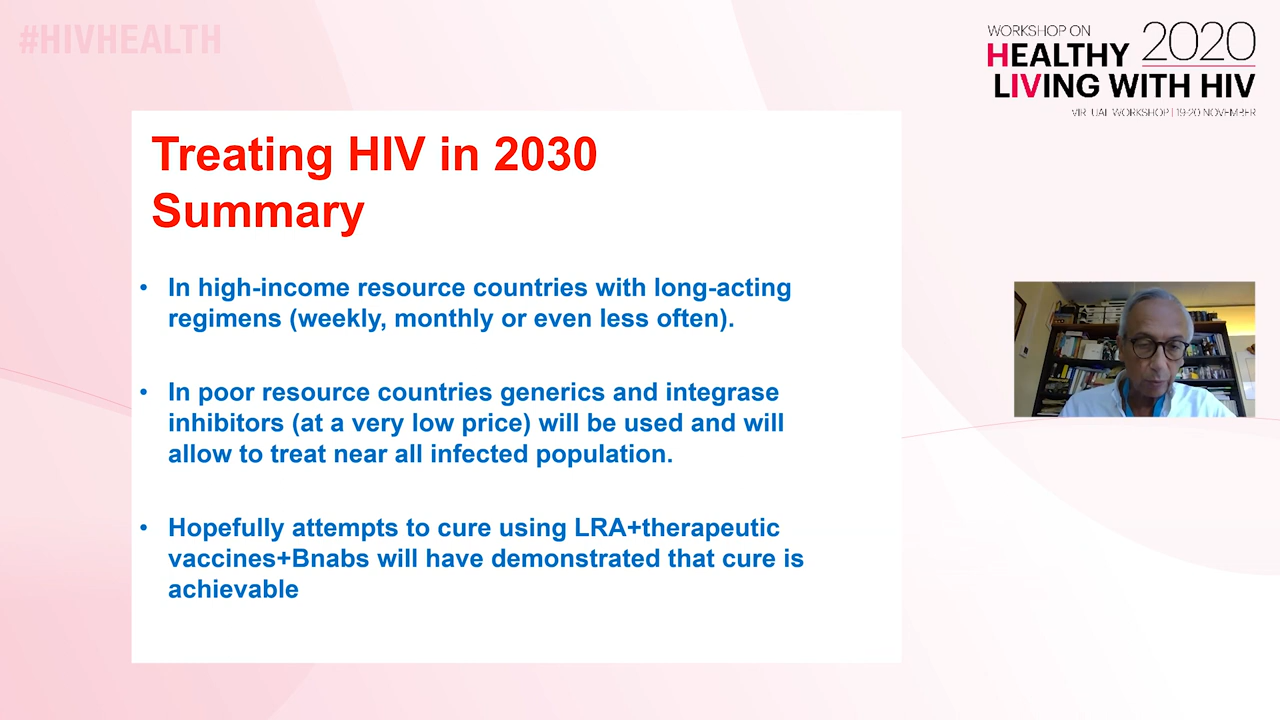 #HIVHEALTH
WORKSHOP ON
HEALTHY 2020
LIVING WITH HIV
VIRTUAL WORKSHOP | 19-20 NOVEMBER
Treating HIV in 2030
Summary
• In high-income resource countries with long-acting
regimens (weekly, monthly or even less often).
• In poor resource countries generics and integrase
inhibitors (at a very low price) will be used and will
allow to treat near all infected population.
• Hopefully attempts to cure using LRA+therapeutic
vaccines+Bnabs will have demonstrated that cure is
achievable